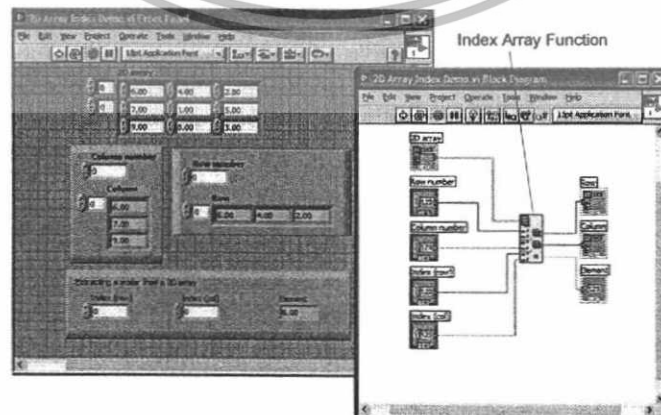 2D Array Index Demo.vi Front Panel
File Edit View Project Operate Tools Window Help
13pt Application Font
2D Array
0 6.00 4.00 2.00
0 7.00 1.00 5.00
9.00 8.00 3.00
Column number
0
Column
0 6.00
7.00
9.00
Row number
0
Row
0 6.00 4.00 2.00
Extracting a scalar from a 2D array
Index (row) Index (col) Element
0 0 6.00
Index Array Function
2D Array Index Demo.vi Block Diagram
File Edit View Project Operate Tools Window Help
13pt Application Font
2D array
Row number
Column number
Index (row)
Index (col)
Row
Column
Element